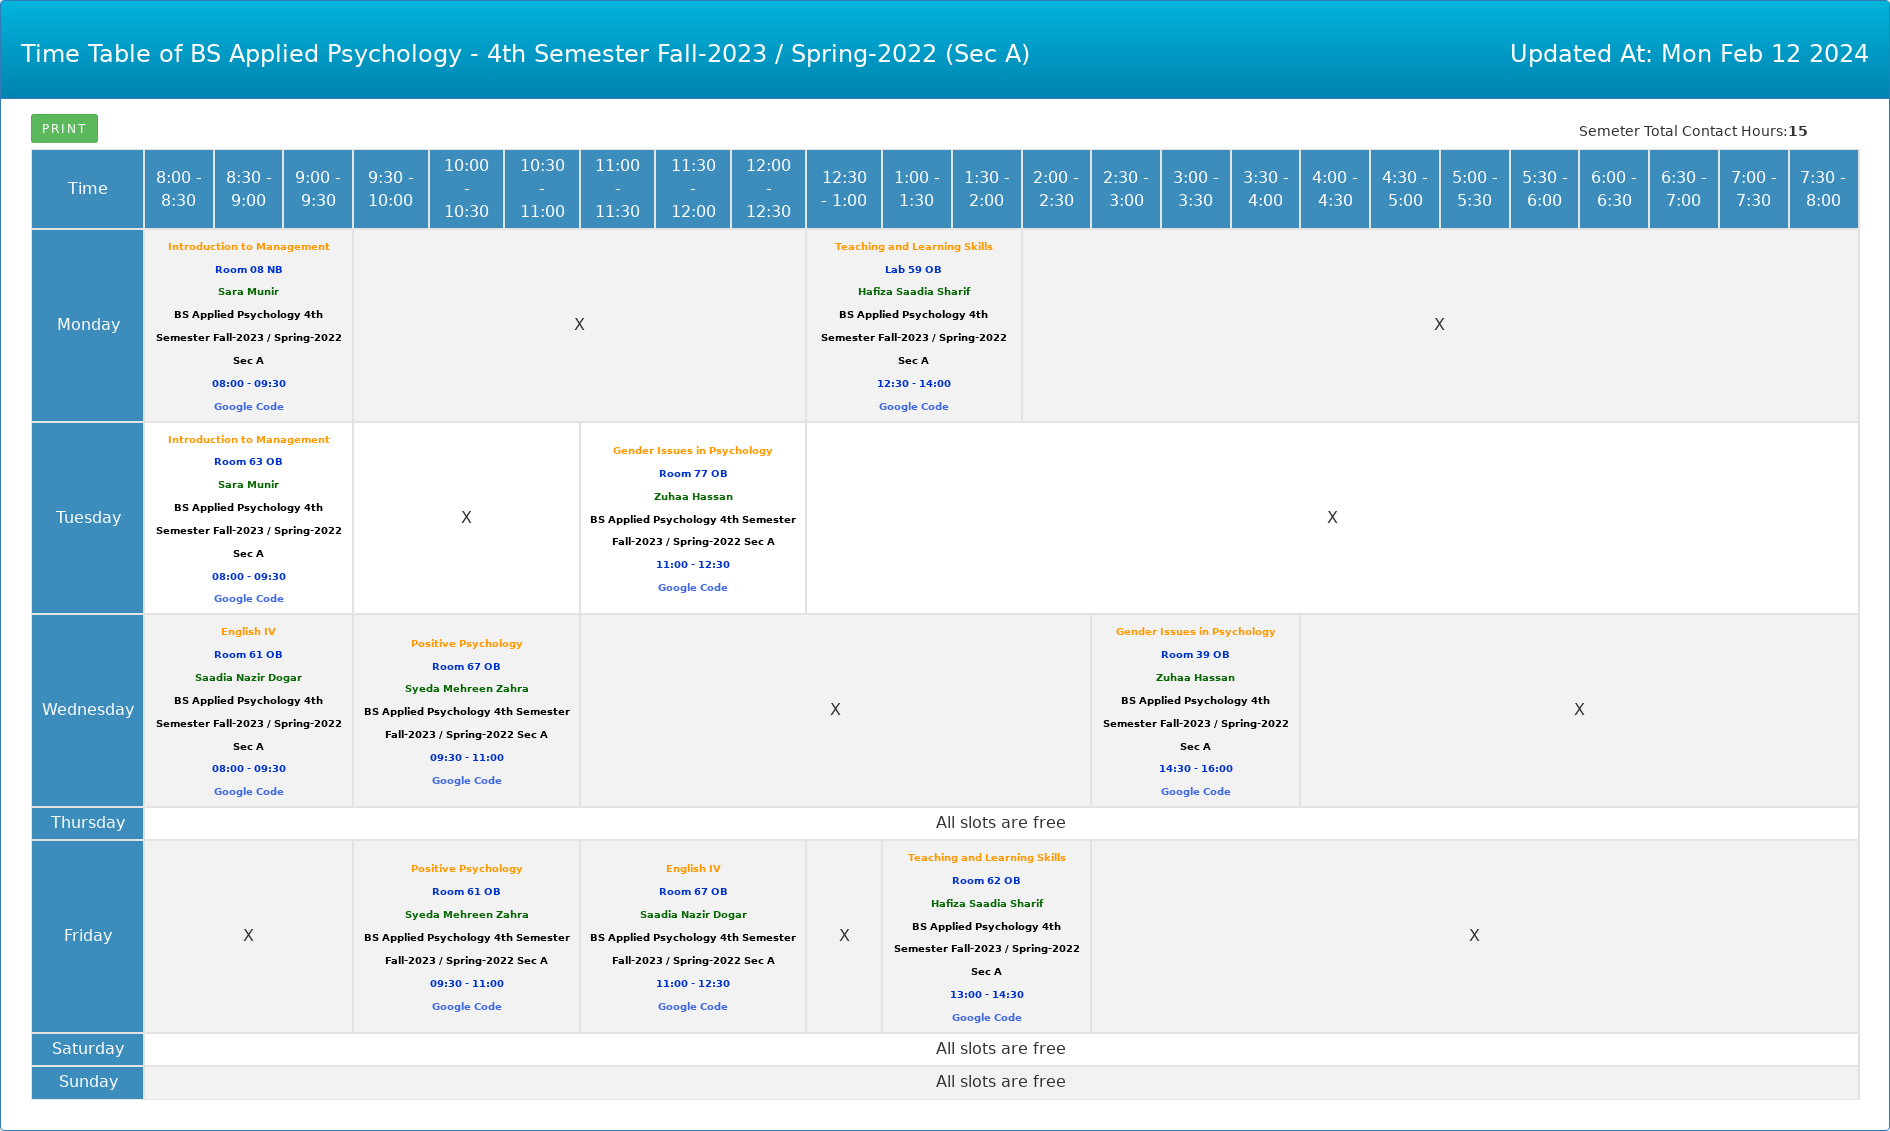 Time Table of BS Applied Psychology - 4th Semester Fall-2023 / Spring-2022 (Sec A)
Updated At: Mon Feb 12 2024
PRINT
Semeter Total Contact Hours:15
Time
8:00 -
8:30
8:30 -
9:00
9:00 -
9:30
9:30 -
10:00
10:00
-
10:30
10:30
-
11:00
11:00
-
11:30
11:30
-
12:00
12:00
-
12:30
12:30
- 1:00
1:00 -
1:30
1:30 -
2:00
2:00 -
2:30
2:30 -
3:00
3:00 -
3:30
3:30 -
4:00
4:00 -
4:30
4:30 -
5:00
5:00 -
5:30
5:30 -
6:00
6:00 -
6:30
6:30 -
7:00
7:00 -
7:30
7:30 -
8:00
Monday
Introduction to Management
Room 08 NB
Sara Munir
BS Applied Psychology 4th
Semester Fall-2023 / Spring-2022
Sec A
08:00 - 09:30
Google Code
X
Teaching and Learning Skills
Lab 59 OB
Hafiza Saadia Sharif
BS Applied Psychology 4th
Semester Fall-2023 / Spring-2022
Sec A
12:30 - 14:00
Google Code
X
Tuesday
Introduction to Management
Room 63 OB
Sara Munir
BS Applied Psychology 4th
Semester Fall-2023 / Spring-2022
Sec A
08:00 - 09:30
Google Code
X
Gender Issues in Psychology
Room 77 OB
Zuhaa Hassan
BS Applied Psychology 4th Semester
Fall-2023 / Spring-2022 Sec A
11:00 - 12:30
Google Code
X
Wednesday
English IV
Room 61 OB
Saadia Nazir Dogar
BS Applied Psychology 4th
Semester Fall-2023 / Spring-2022
Sec A
08:00 - 09:30
Google Code
Positive Psychology
Room 67 OB
Syeda Mehreen Zahra
BS Applied Psychology 4th Semester
Fall-2023 / Spring-2022 Sec A
09:30 - 11:00
Google Code
X
Gender Issues in Psychology
Room 39 OB
Zuhaa Hassan
BS Applied Psychology 4th
Semester Fall-2023 / Spring-2022
Sec A
14:30 - 16:00
Google Code
X
Thursday
All slots are free
Friday
X
Positive Psychology
Room 61 OB
Syeda Mehreen Zahra
BS Applied Psychology 4th Semester
Fall-2023 / Spring-2022 Sec A
09:30 - 11:00
Google Code
English IV
Room 67 OB
Saadia Nazir Dogar
BS Applied Psychology 4th Semester
Fall-2023 / Spring-2022 Sec A
11:00 - 12:30
Google Code
X
Teaching and Learning Skills
Room 62 OB
Hafiza Saadia Sharif
BS Applied Psychology 4th
Semester Fall-2023 / Spring-2022
Sec A
13:00 - 14:30
Google Code
X
Saturday
All slots are free
Sunday
All slots are free